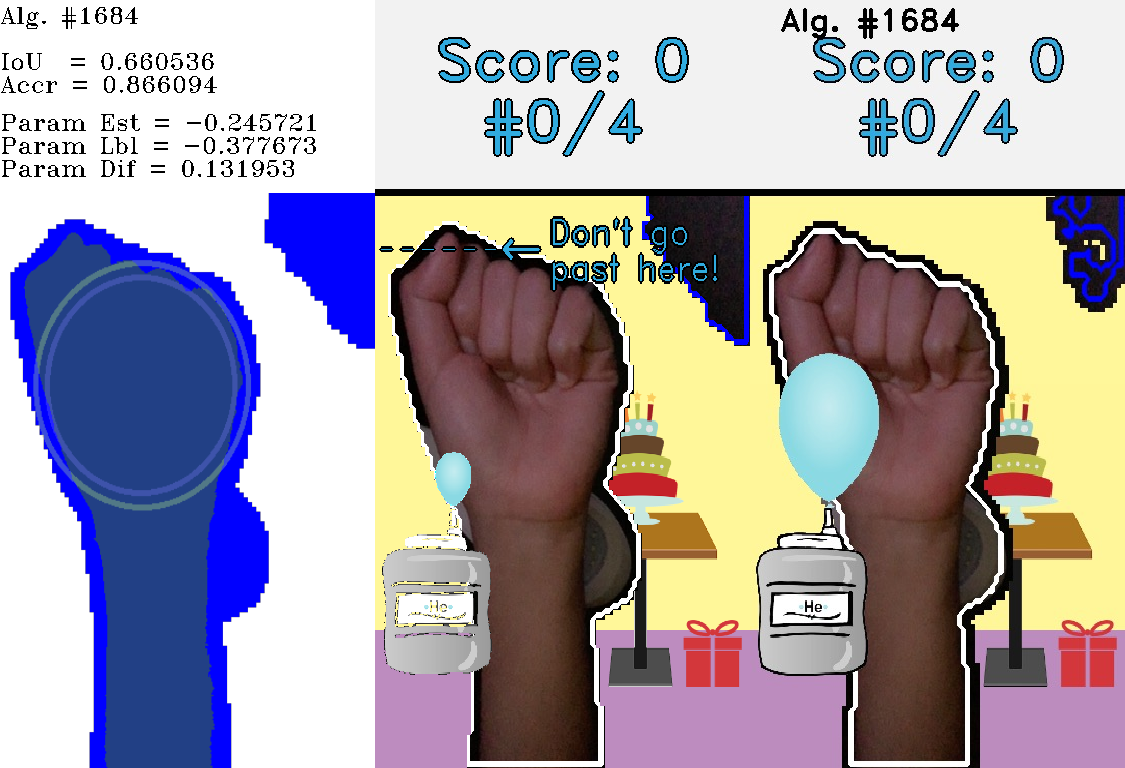 Alg. #1684
IoU = 0.660536
Accr = 0.866094
Param Est = −0.245721
Param Lbl = −0.377673
Param Dif = 0.131953
Score: 0
#0/4
Don't go
past here!
He
Alg. #1684
Score: 0
#0/4
He